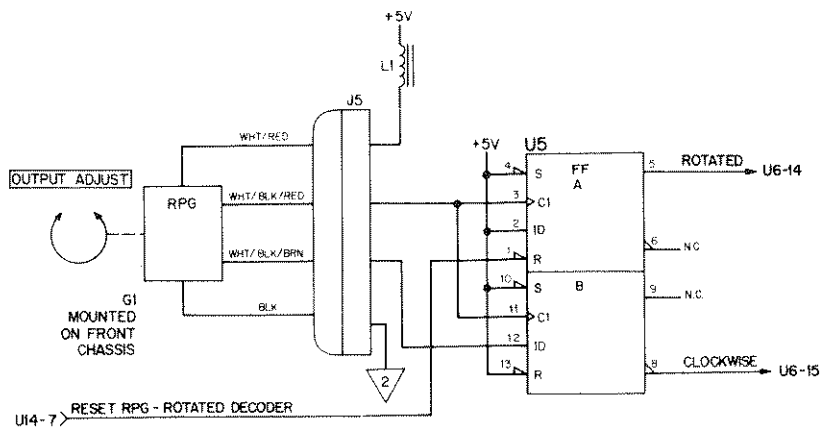 +5V
L1
J5
WHT/RED
+5V
U5
OUTPUT ADJUST
RPG
WHT/BLK/RED
WHT/BLK/BRN
BLK
G1
MOUNTED
ON FRONT
CHASSIS
2
4 S FF
A
5 ROTATED U6-14
3 C1
2 1D
1 R
6 N.C
10 S B
9 N.C.
11 C1
12 1D
13 R
8 CLOCKWISE U6-15
U14-7 RESET RPG - ROTATED DECODER